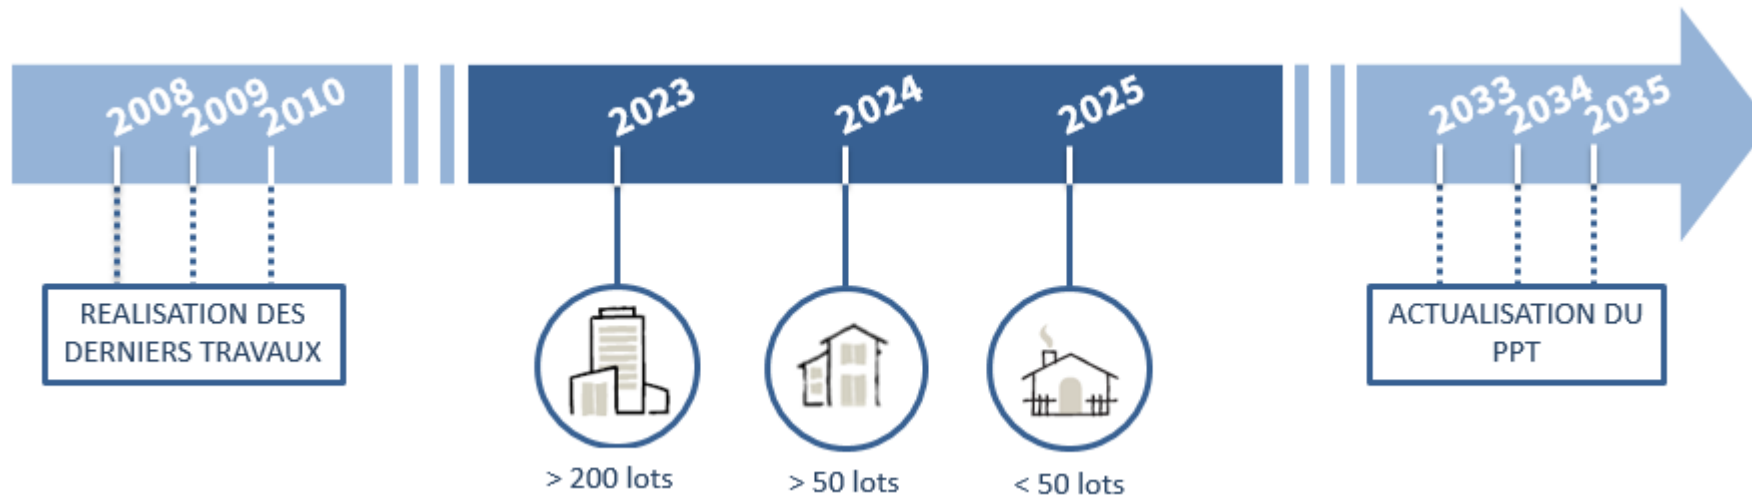 2008
2009
2010
2023
2024
2025
2033
2034
2035
REALISATION DES
DERNIERS TRAVAUX
> 200 lots
> 50 lots
< 50 lots
ACTUALISATION DU
PPT